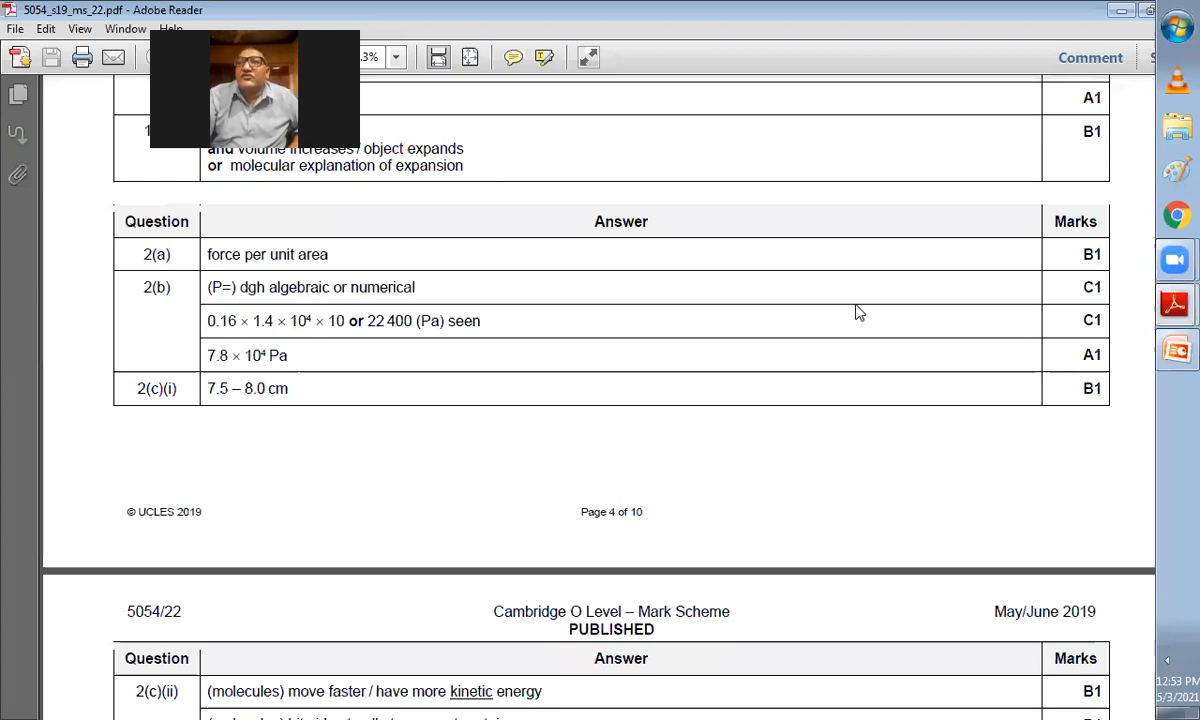 5054_s19_ms_22.pdf - Adobe Reader
File Edit View Window Help
.3% Comment
A1
B1
and volume increases / object expands
or molecular explanation of expansion
Question Answer Marks
2(a) force per unit area B1
2(b) (P=) dgh algebraic or numerical C1
0.16 × 1.4 × 10⁴ × 10 or 22 400 (Pa) seen C1
7.8 × 10⁴ Pa A1
2(c)(i) 7.5 – 8.0 cm B1
© UCLES 2019 Page 4 of 10
5054/22 Cambridge O Level – Mark Scheme May/June 2019
PUBLISHED
Question Answer Marks
2(c)(ii) (molecules) move faster / have more kinetic energy B1
12:53 PM
5/3/2021